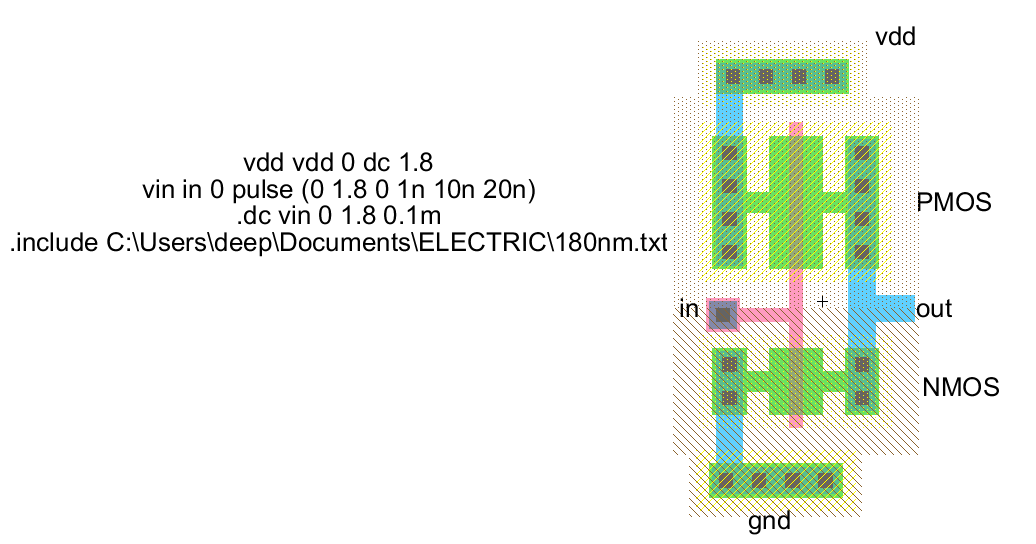 vdd
vdd vdd 0 dc 1.8
vin in 0 pulse (0 1.8 0 1n 10n 20n)
.dc vin 0 1.8 0.1m
.include C:\Users\deep\Documents\ELECTRIC\180nm.txt
PMOS
in
out
NMOS
gnd